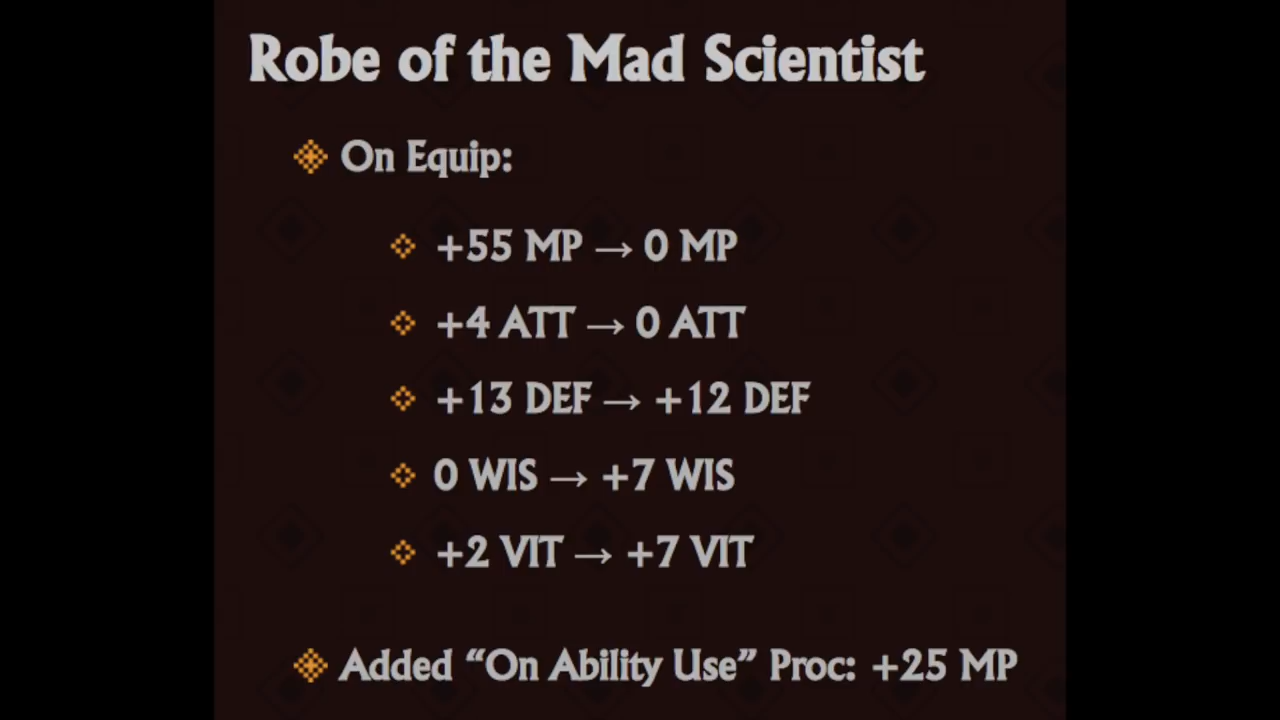 Robe of the Mad Scientist
On Equip:
+55 MP → 0 MP
+4 ATT → 0 ATT
+13 DEF → +12 DEF
0 WIS → +7 WIS
+2 VIT → +7 VIT
Added “On Ability Use” Proc: +25 MP